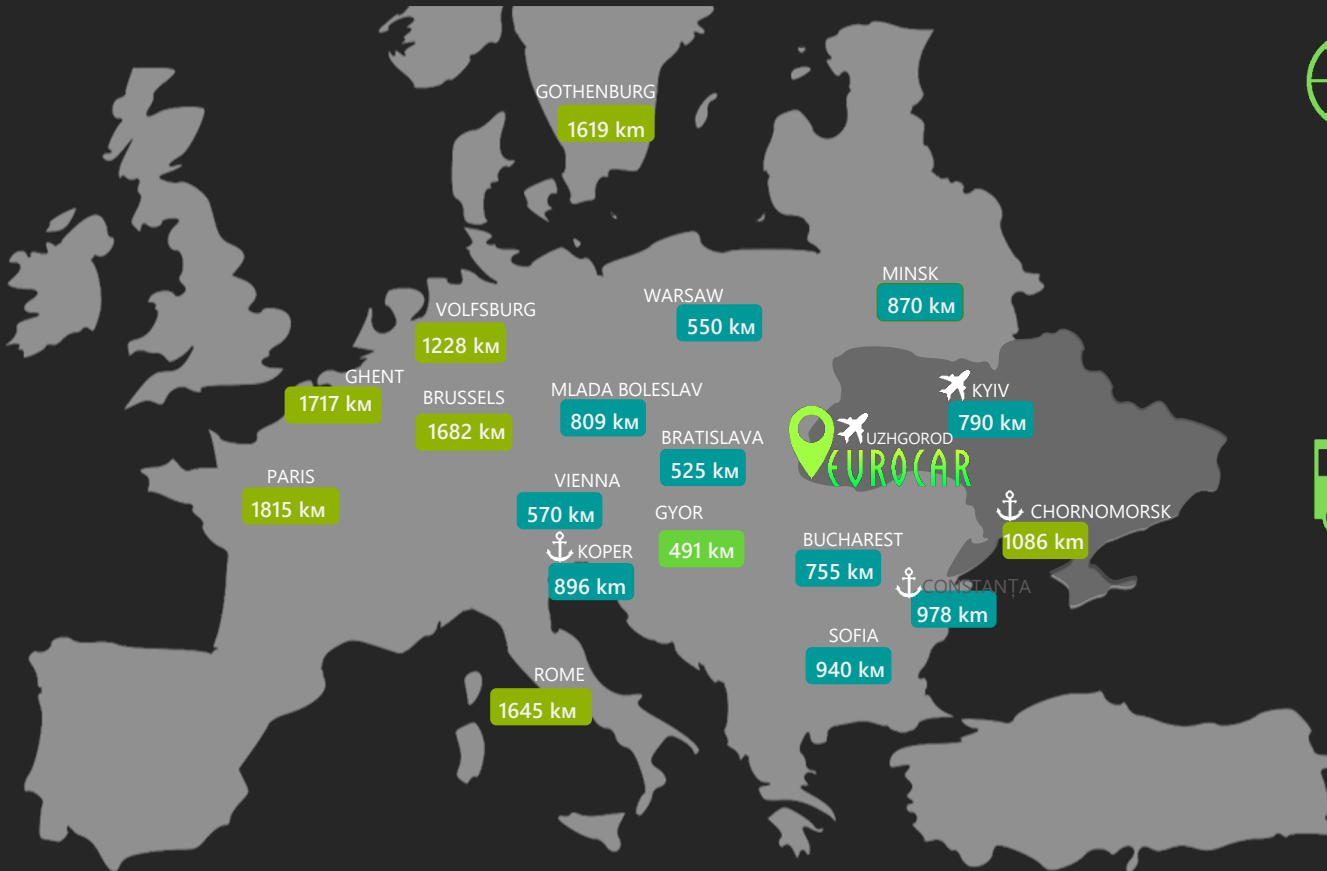 GOTHENBURG
1619 km
MINSK
870 км
WARSAW
550 км
VOLFSBURG
1228 км
GHENT
1717 km
BRUSSELS
1682 км
MLADA BOLESLAV
809 км
KYIV
790 км
BRATISLAVA
525 км
UZHGOROD
EUROCAR
PARIS
1815 км
VIENNA
570 км
GYOR
491 км
CHORNOMORSK
1086 km
KOPER
896 km
BUCHAREST
755 км
CONSTANȚA
978 km
SOFIA
940 км
ROME
1645 км